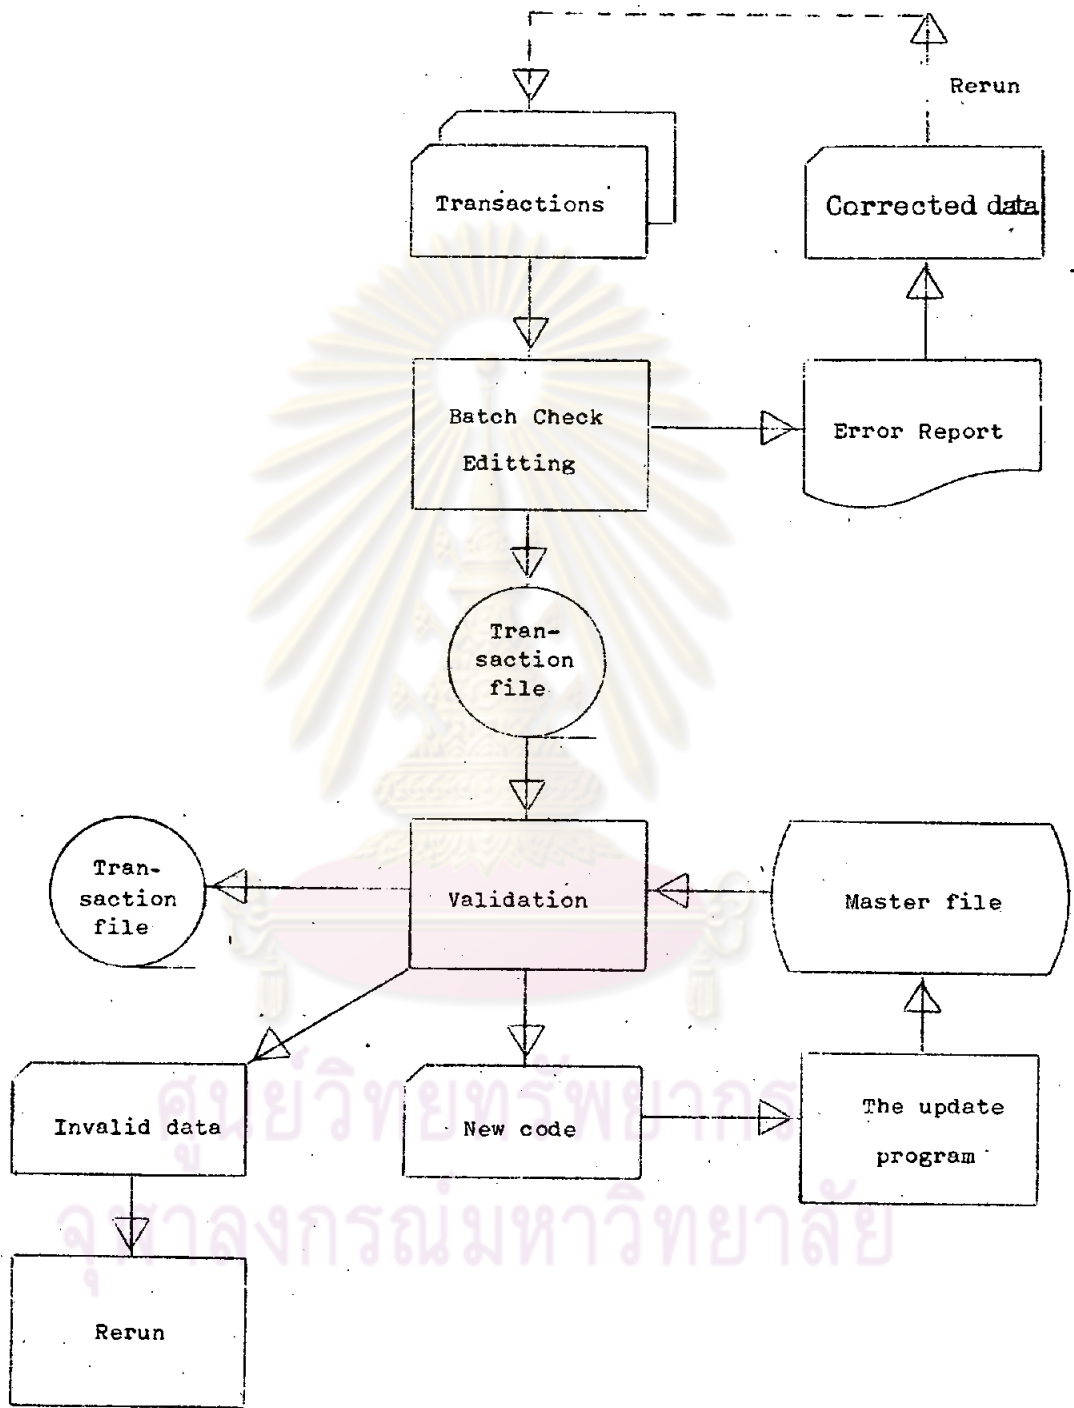 Rerun
Transactions
Corrected data
Batch Check
Editting
Error Report
Tran-
saction
file
Tran-
saction
file
Validation
Master file
Invalid data
New code
The update
program
Rerun
ศูนย์วิทยทรัพยากร
จุฬาลงกรณ์มหาวิทยาลัย